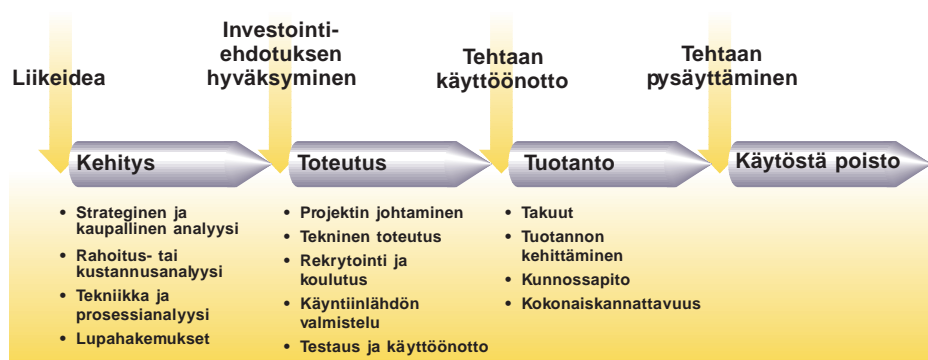 Liikeidea
Investointi-
ehdotuksen
hyväksyminen
Tehtaan
käyttöönotto
Tehtaan
pysäyttäminen
Kehitys
Toteutus
Tuotanto
Käytöstä poisto
• Strateginen ja
kaupallinen analyysi
• Rahoitus- tai
kustannusanalyysi
• Tekniikka ja
prosessianalyysi
• Lupahakemukset
• Projektin johtaminen
• Tekninen toteutus
• Rekrytointi ja
koulutus
• Käyntiinlähdön
valmistelu
• Testaus ja käyttöönotto
• Takuut
• Tuotannon
kehittäminen
• Kunnossapito
• Kokonaiskannattavuus